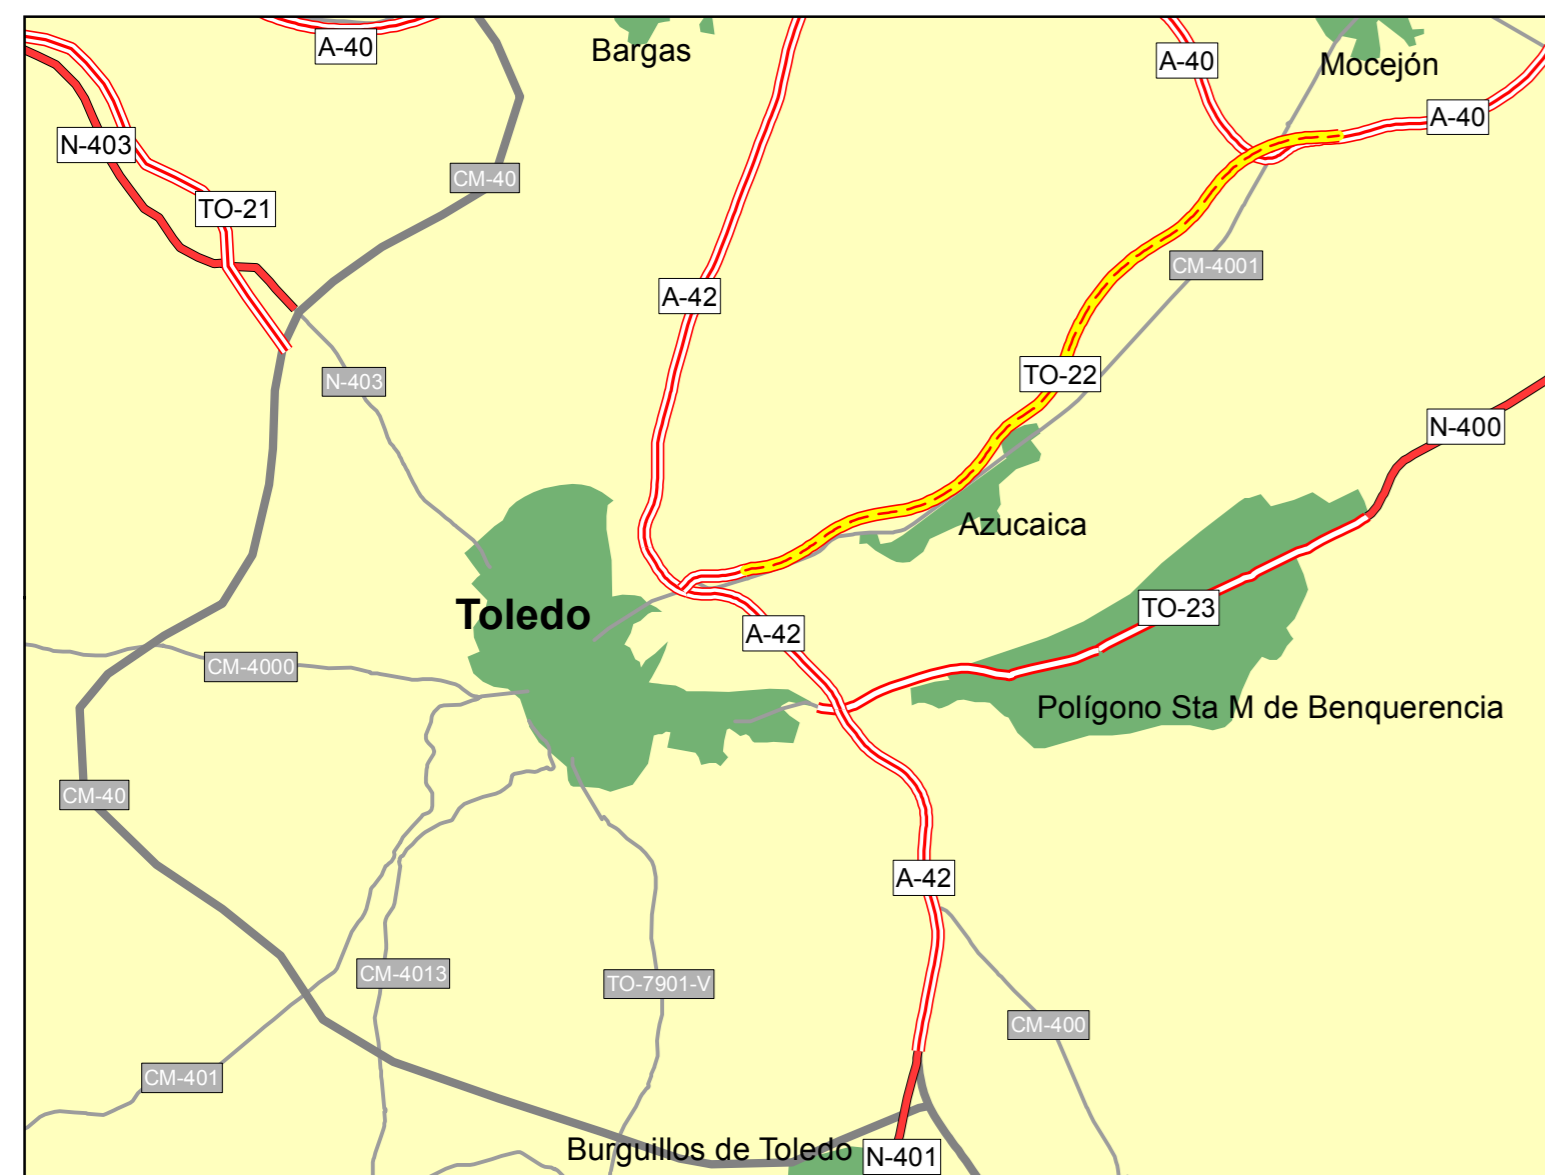 A-40
Bargas
A-40
Mocejón
A-40
N-403
CM-40
TO-21
CM-4001
A-42
TO-22
N-403
N-400
Azucaica
Toledo
TO-23
A-42
CM-4000
Polígono Sta M de Benquerencia
CM-40
A-42
CM-4013
TO-7901-V
CM-400
CM-401
Burguillos de Toledo
N-401